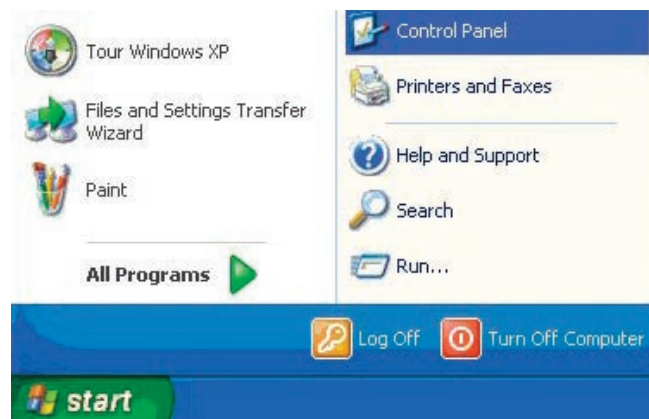 Tour Windows XP
Files and Settings Transfer
Wizard
Paint
All Programs
Control Panel
Printers and Faxes
Help and Support
Search
Run...
Log Off
Turn Off Computer
start